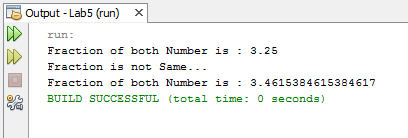 Output - Lab5 (run)
run:
Fraction of both Number is : 3.25
Fraction is not Same...
Fraction of both Number is : 3.4615384615384617
BUILD SUCCESSFUL (total time: 0 seconds)